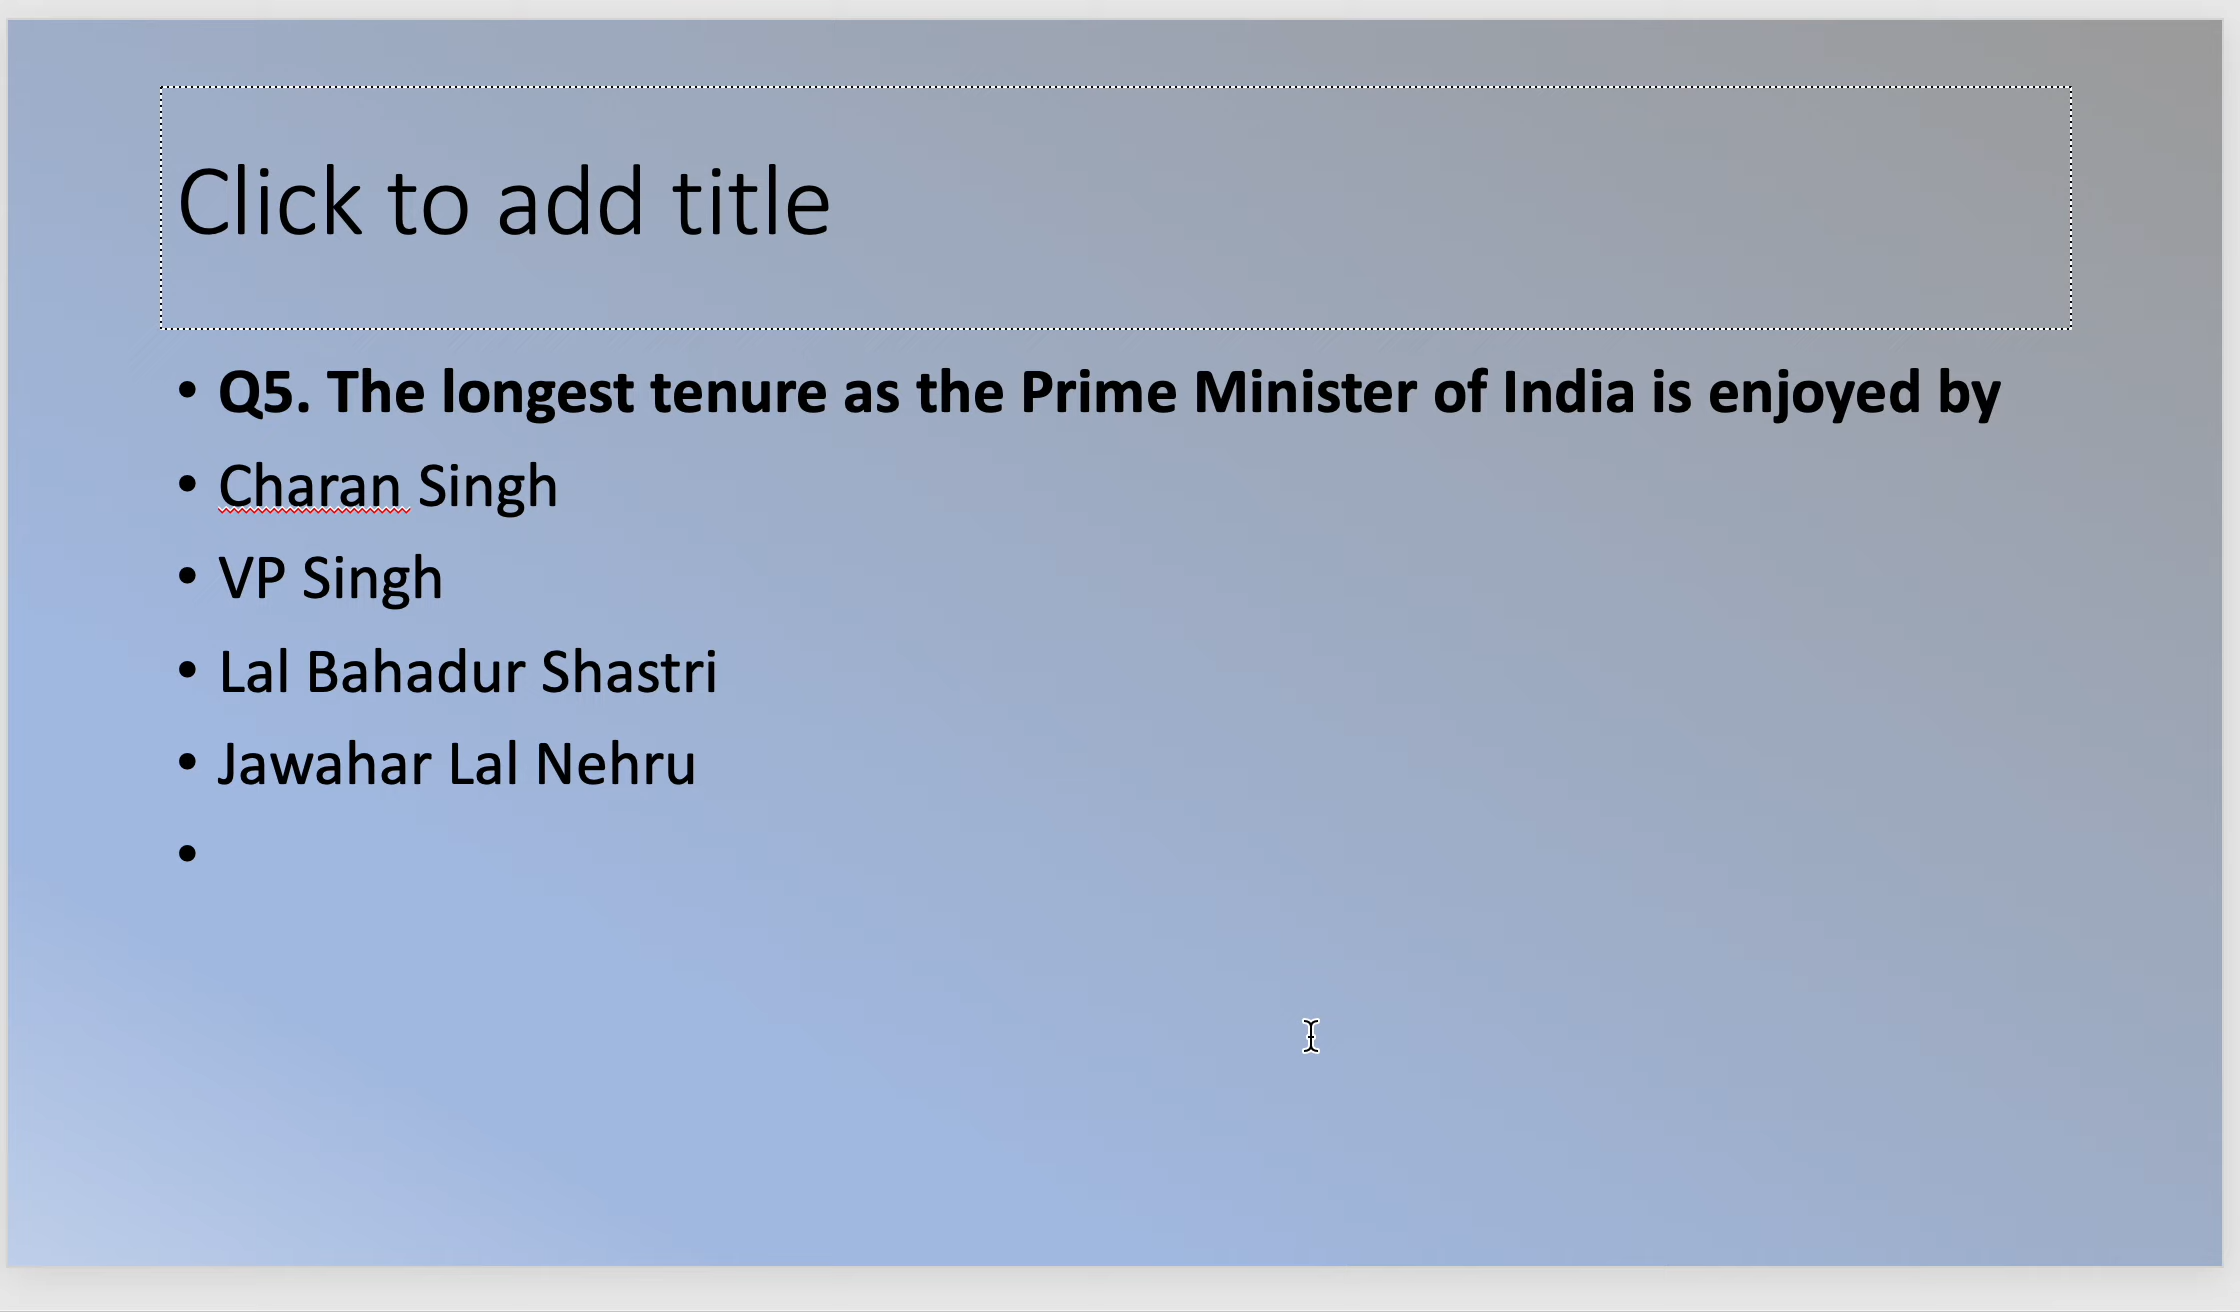 Click to add title
• Q5. The longest tenure as the Prime Minister of India is enjoyed by
• Charan Singh
• VP Singh
• Lal Bahadur Shastri
• Jawahar Lal Nehru
•